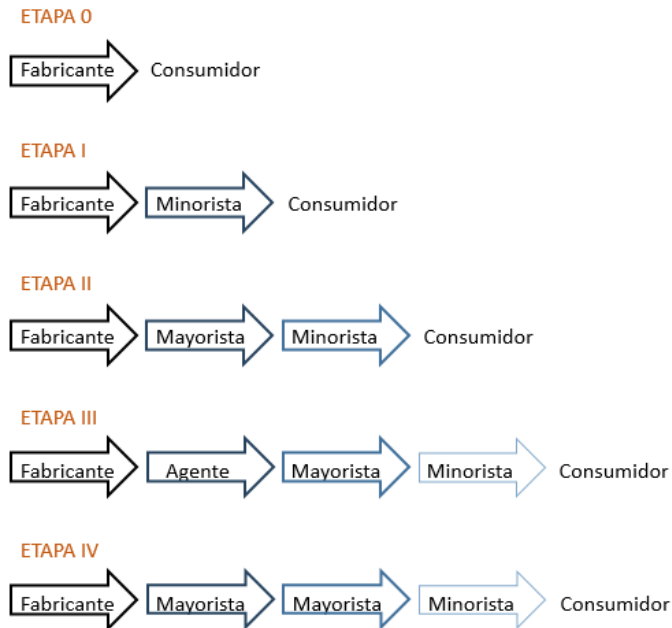 ETAPA 0
Fabricante Consumidor
ETAPA I
Fabricante Minorista Consumidor
ETAPA II
Fabricante Mayorista Minorista Consumidor
ETAPA III
Fabricante Agente Mayorista Minorista Consumidor
ETAPA IV
Fabricante Mayorista Mayorista Minorista Consumidor